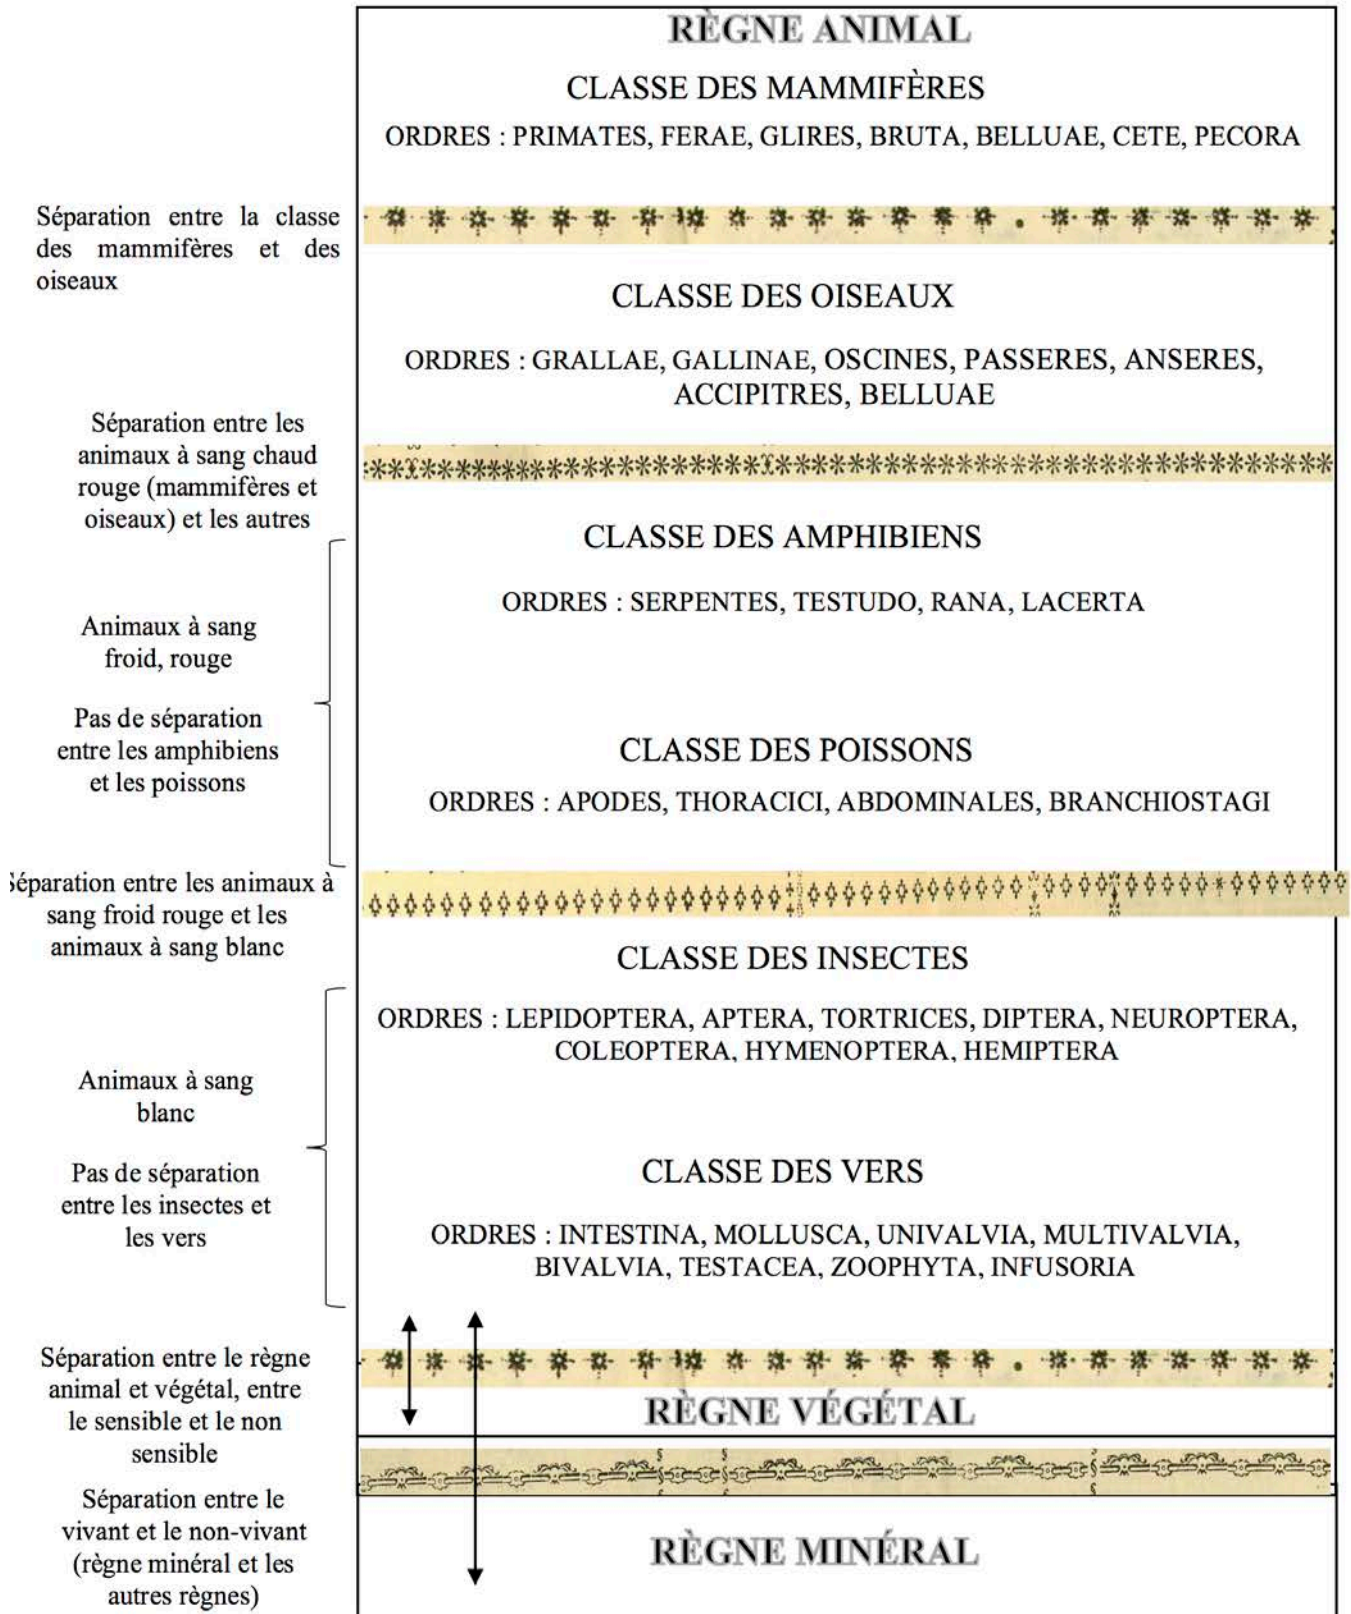 RÈGNE ANIMAL
CLASSE DES MAMMIFÈRES
ORDRES : PRIMATES, FERAE, GLIRES, BRUTA, BELLUAE, CETE, PECORA
Séparation entre la classe
des mammifères et des
oiseaux
CLASSE DES OISEAUX
ORDRES : GRALLAE, GALLINAE, OSCINES, PASSERES, ANSERES,
ACCIPITRES, BELLUAE
Séparation entre les
animaux à sang chaud
rouge (mammifères et
oiseaux) et les autres
CLASSE DES AMPHIBIENS
ORDRES : SERPENTES, TESTUDO, RANA, LACERTA
Animaux à sang
froid, rouge
Pas de séparation
entre les amphibiens
et les poissons
CLASSE DES POISSONS
ORDRES : APODES, THORACICI, ABDOMINALES, BRANCHIOSTAGI
Séparation entre les animaux à
sang froid rouge et les
animaux à sang blanc
CLASSE DES INSECTES
ORDRES : LEPIDOPTERA, APTERA, TORTRICES, DIPTERA, NEUROPTERA,
COLEOPTERA, HYMENOPTERA, HEMIPTERA
Animaux à sang
blanc
Pas de séparation
entre les insectes et
les vers
CLASSE DES VERS
ORDRES : INTESTINA, MOLLUSCA, UNIVALVIA, MULTIVALVIA,
BIVALVIA, TESTACEA, ZOOPHYTA, INFUSORIA
Séparation entre le règne
animal et végétal, entre
le sensible et le non
sensible
RÈGNE VÉGÉTAL
Séparation entre le
vivant et le non-vivant
(règne minéral et les
autres règnes)
RÈGNE MINÉRAL